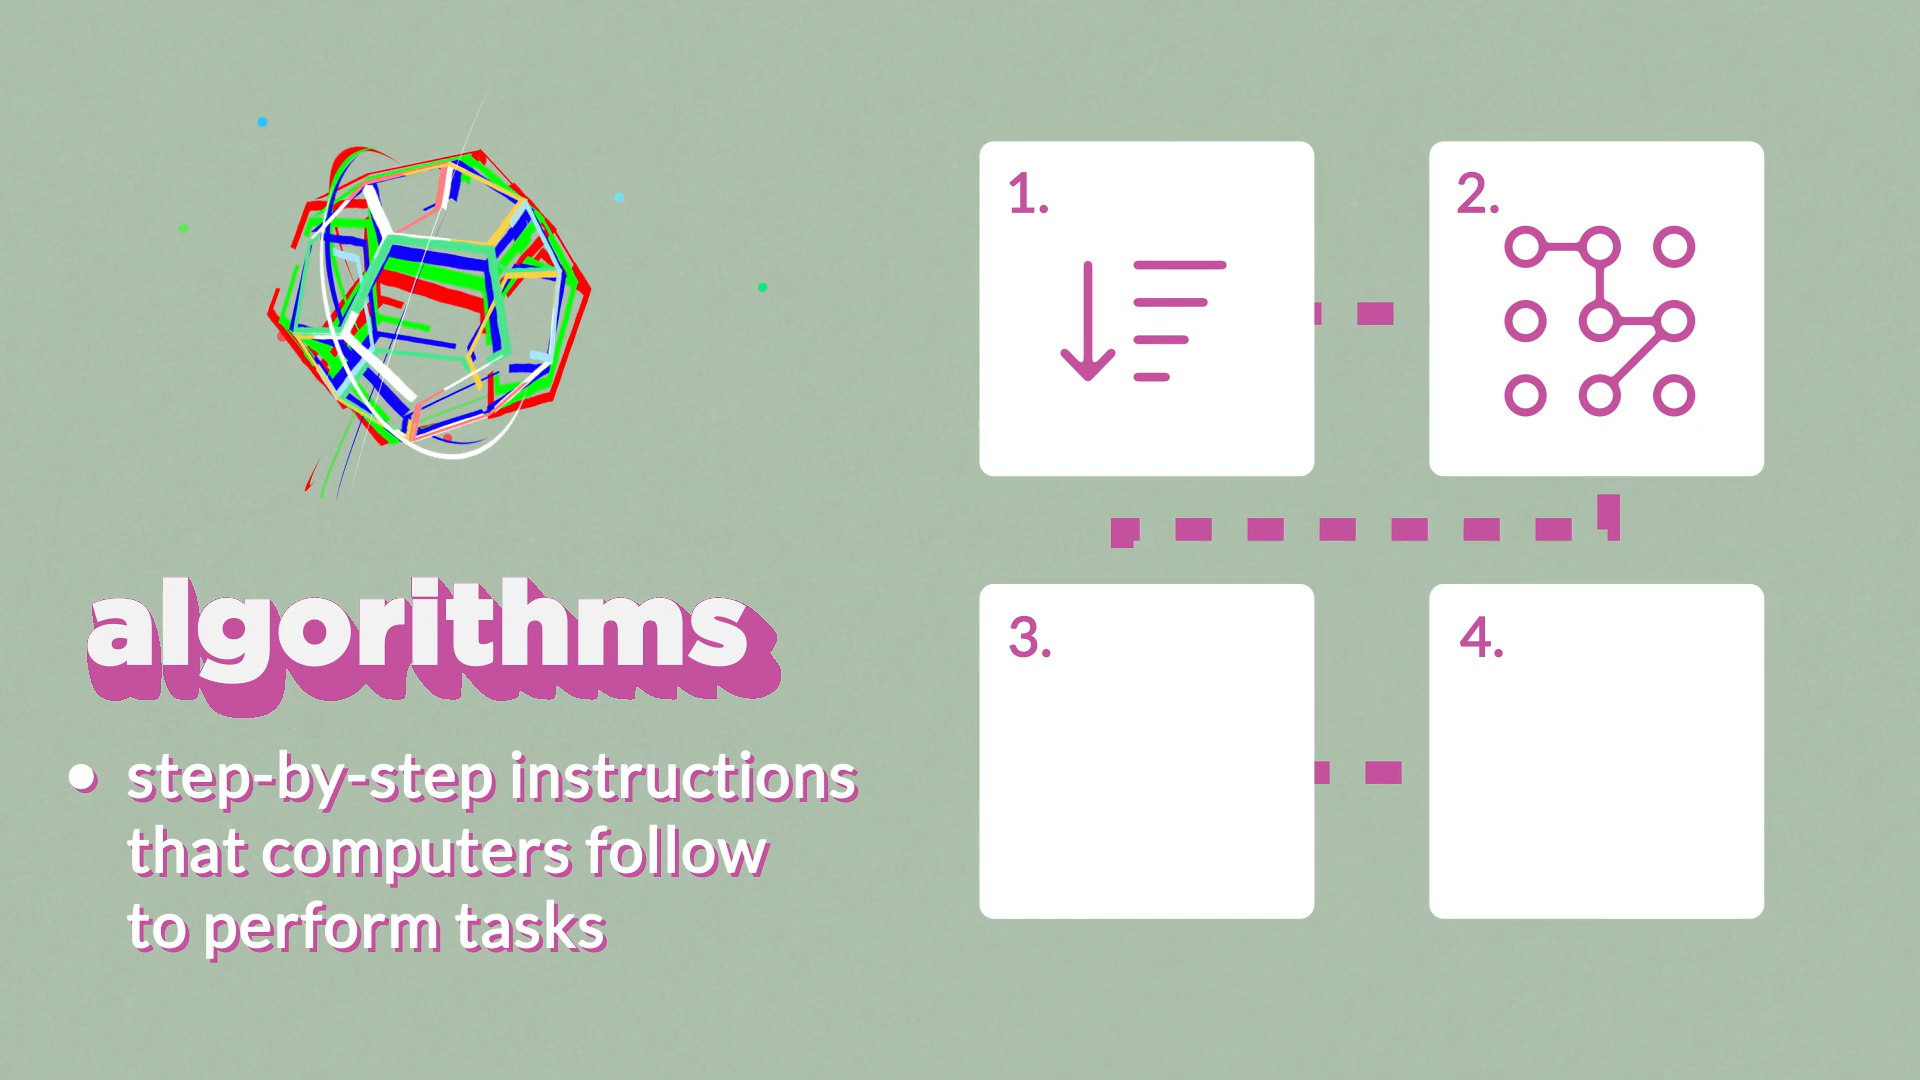 algorithms
• step-by-step instructions
that computers follow
to perform tasks
1.
2.
3.
4.